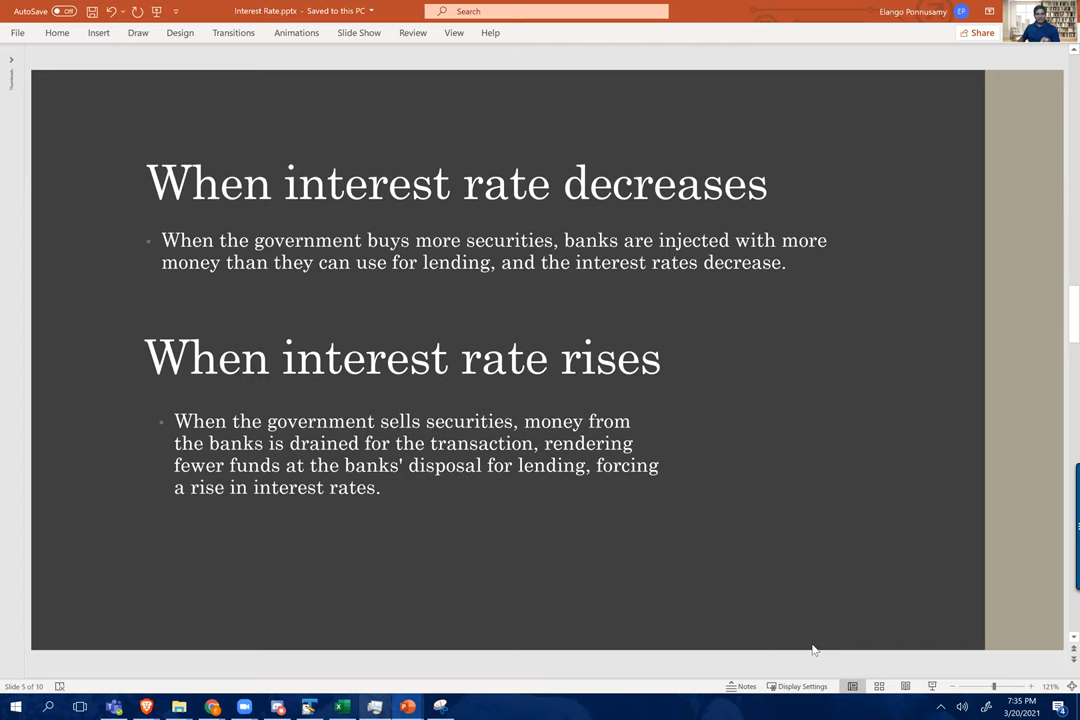 AutoSave Off
Interest Rate.pptx - Saved to this PC
Search
Elango Ponnusamy EP
File Home Insert Draw Design Transitions Animations Slide Show Review View Help
Share
Thumbnails
When interest rate decreases
When the government buys more securities, banks are injected with more
money than they can use for lending, and the interest rates decrease.
When interest rate rises
When the government sells securities, money from
the banks is drained for the transaction, rendering
fewer funds at the banks' disposal for lending, forcing
a rise in interest rates.
Slide 5 of 10
Notes Display Settings 121%
7:35 PM
3/20/2021
4